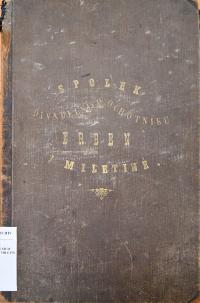 SPOLEK
DIVADELNÍCH OCHOTNÍKŮ
ERBEN
V MILETÍNĚ